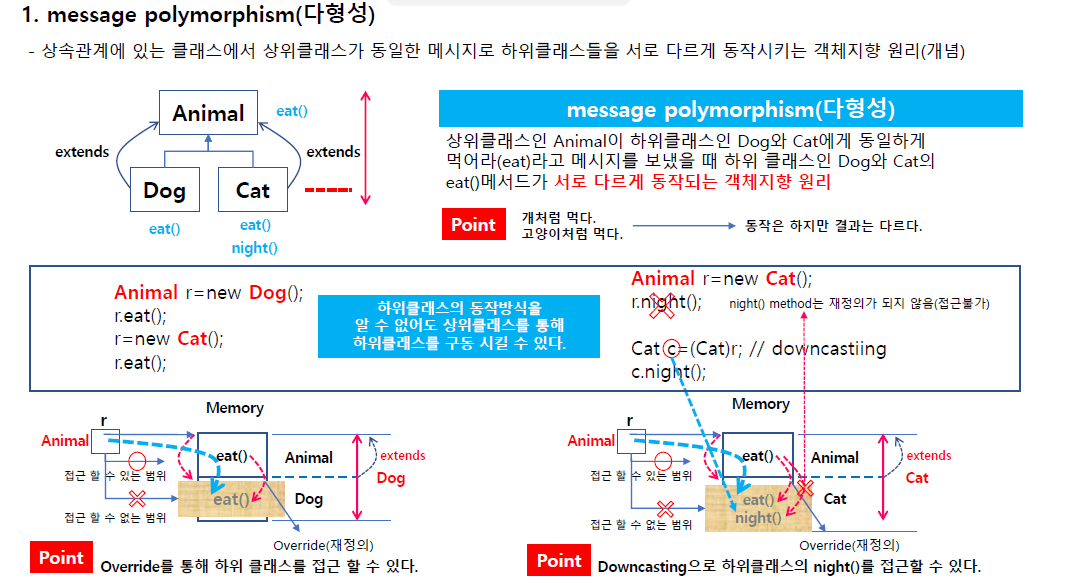 1. message polymorphism(다형성)
- 상속관계에 있는 클래스에서 상위클래스가 동일한 메시지로 하위클래스들을 서로 다르게 동작시키는 객체지향 원리(개념)
Animal
eat()
extends
extends
Dog
Cat
eat()
eat()
night()
message polymorphism(다형성)
상위클래스인 Animal이 하위클래스인 Dog와 Cat에게 동일하게
먹어라(eat)라고 메시지를 보냈을 때 하위 클래스인 Dog와 Cat의
eat()메서드가 서로 다르게 동작되는 객체지향 원리
Point
개처럼 먹다.
고양이처럼 먹다.
동작은 하지만 결과는 다르다.
Animal r=new Dog();
r.eat();
r=new Cat();
r.eat();
하위클래스의 동작방식을
알 수 없어도 상위클래스를 통해
하위클래스를 구동 시킬 수 있다.
Animal r=new Cat();
r.night();
night() method는 재정의가 되지 않음(접근불가)
Cat c=(Cat)r; // downcastiing
c.night();
Memory
r
Animal
eat()
Animal
extends
Dog
접근 할 수 있는 범위
eat()
Dog
접근 할 수 없는 범위
Override(재정의)
Point
Override를 통해 하위 클래스를 접근 할 수 있다.
Memory
r
Animal
eat()
Animal
extends
Cat
접근 할 수 있는 범위
eat()
night()
Cat
접근 할 수 없는 범위
Override(재정의)
Point
Downcasting으로 하위클래스의 night()를 접근할 수 있다.